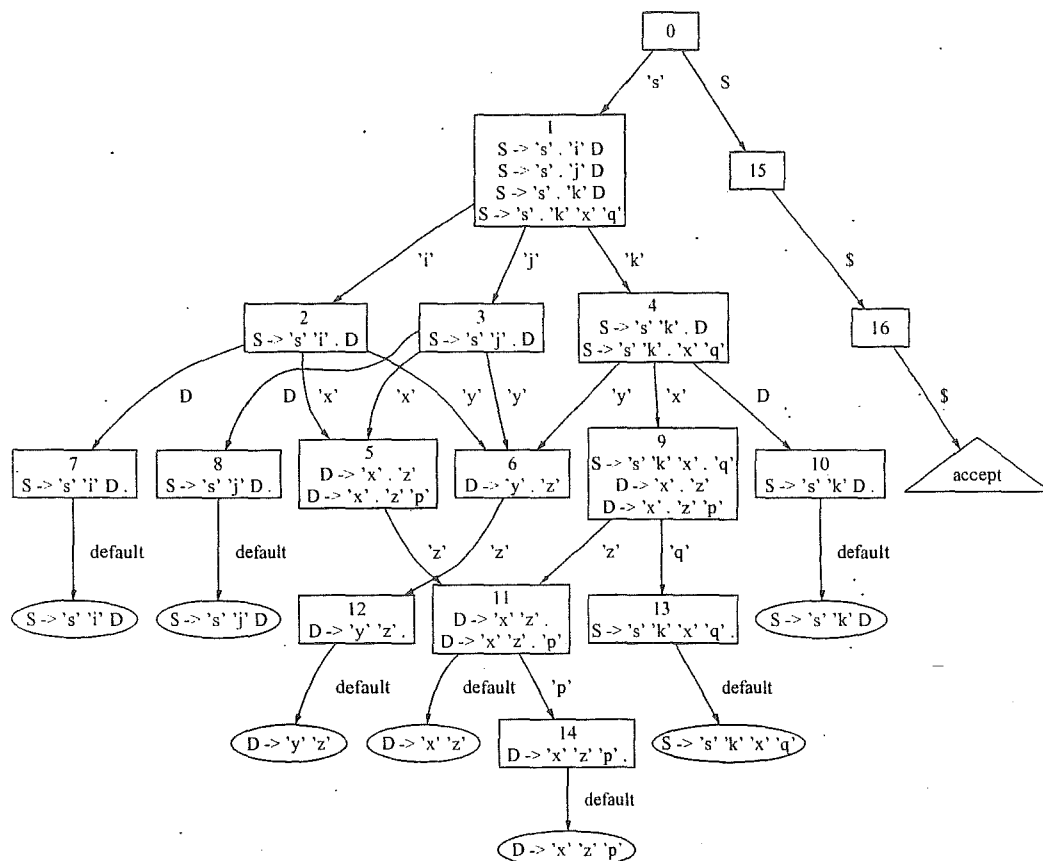 0
's'
S
1
S -> 's' . 'i' D
S -> 's' . 'j' D
S -> 's' . 'k' D
S -> 's' . 'k' 'x' 'q'
15
'i'
'j'
'k'
$
2
S -> 's' 'i' . D
3
S -> 's' 'j' . D
4
S -> 's' 'k' . D
S -> 's' 'k' . 'x' 'q'
16
D
D
'x'
'x'
'y'
'y'
'y'
'x'
D
$
7
S -> 's' 'i' D .
8
S -> 's' 'j' D .
5
D -> 'x' . 'z'
D -> 'x' . 'z' 'p'
6
D -> 'y' . 'z'
9
S -> 's' 'k' 'x' . 'q'
D -> 'x' . 'z'
D -> 'x' . 'z' 'p'
10
S -> 's' 'k' D .
accept
default
default
'z'
'z'
'z'
'q'
default
S -> 's' 'i' D
S -> 's' 'j' D
12
D -> 'y' 'z' .
11
D -> 'x' 'z' .
D -> 'x' 'z' . 'p'
13
S -> 's' 'k' 'x' 'q' .
S -> 's' 'k' D
default
default
'p'
default
D -> 'y' 'z'
D -> 'x' 'z'
14
D -> 'x' 'z' 'p' .
S -> 's' 'k' 'x' 'q'
default
D -> 'x' 'z' 'p'